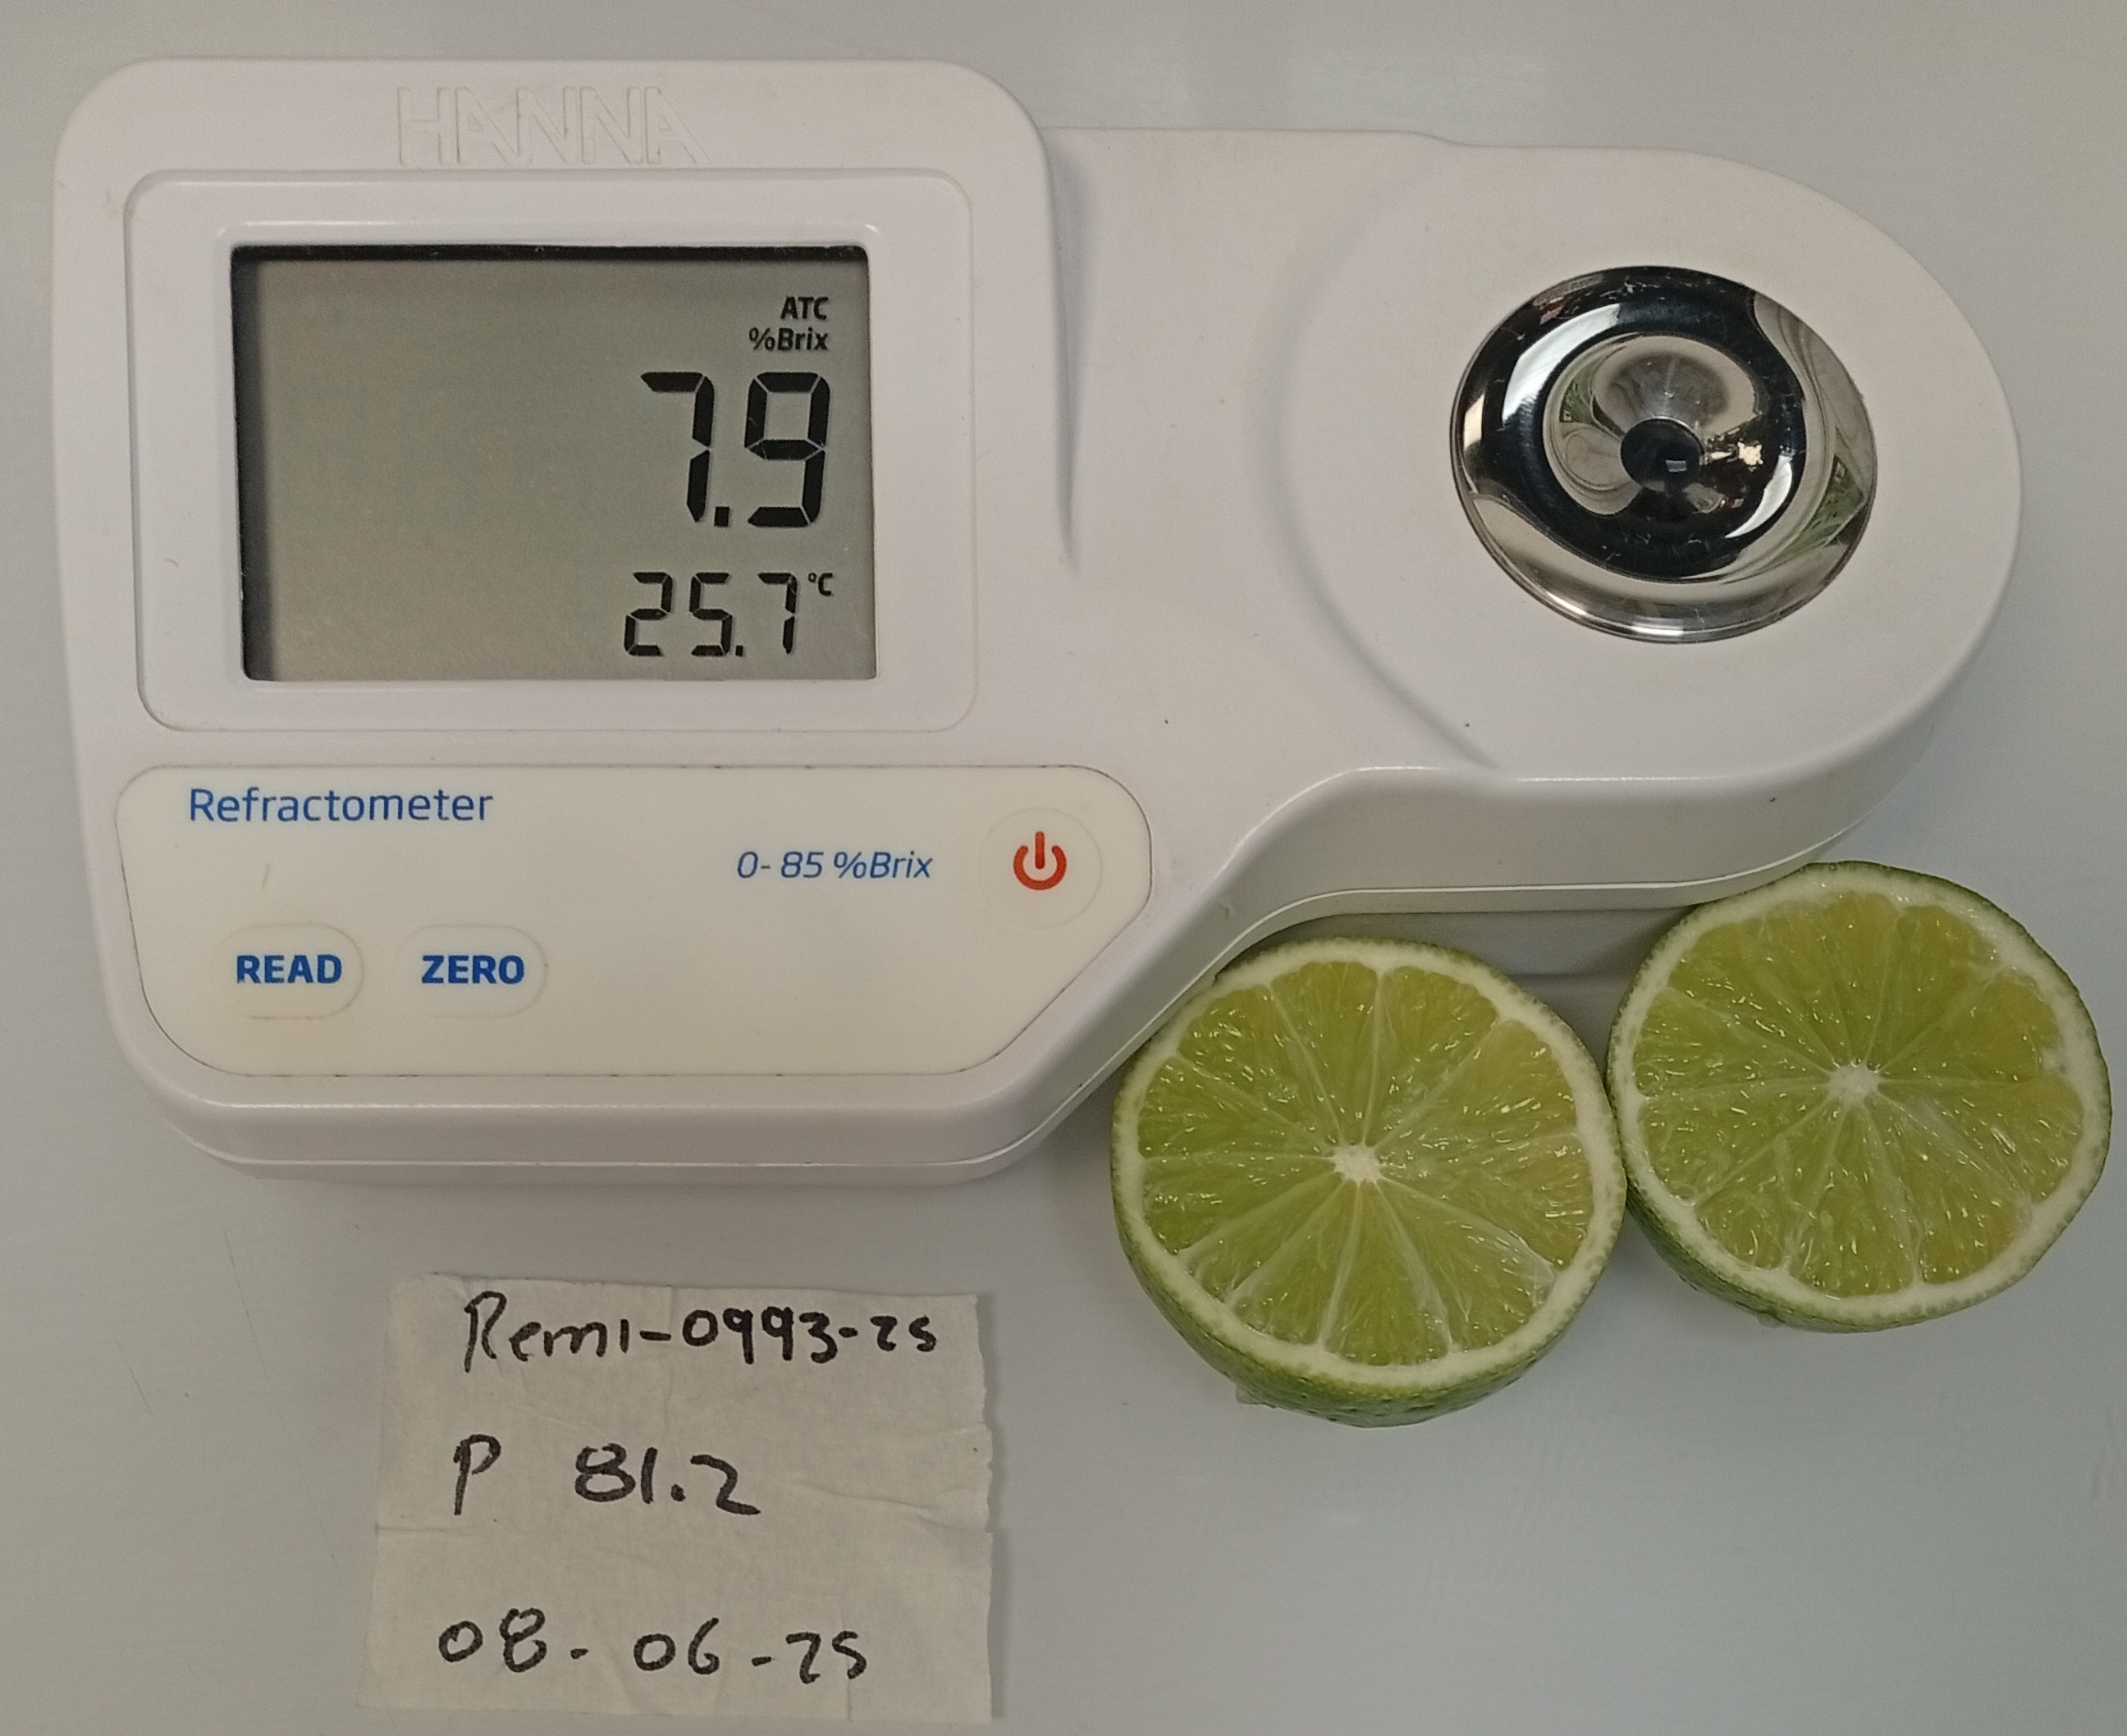 HANNA
ATC
%Brix
7.9
25.7 °C
Refractometer
0-85 %Brix
READ ZERO
Remi-0993-25
P 81.2
08-06-25